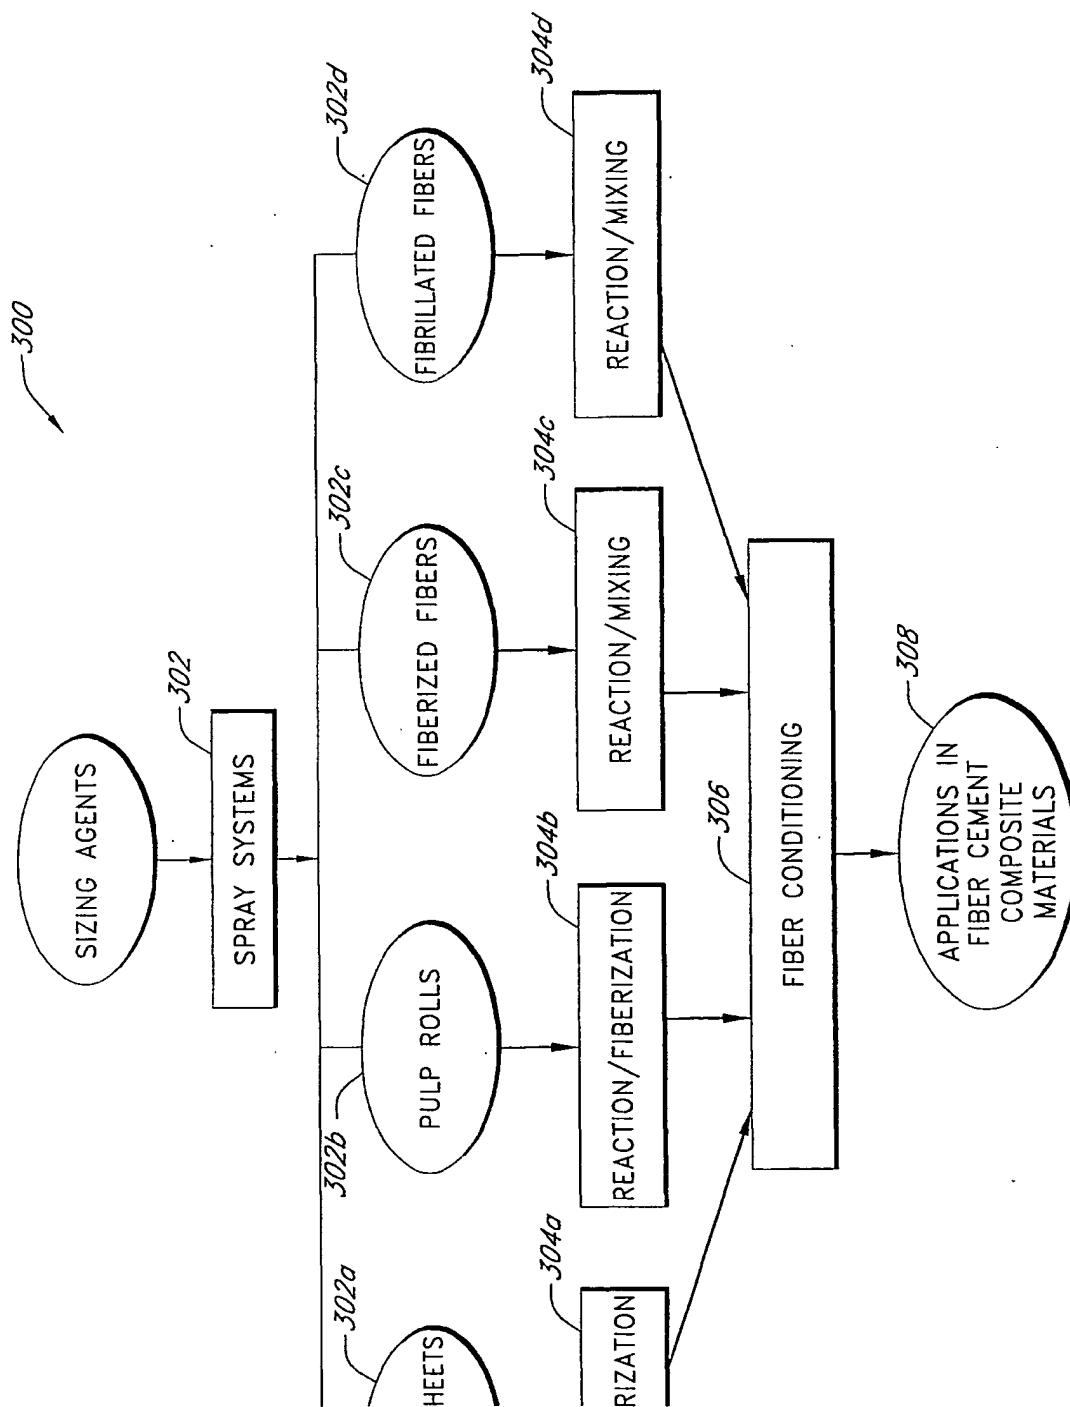 300
SIZING AGENTS
302
SPRAY SYSTEMS
302a
HEETS
302b
PULP ROLLS
302c
FIBERIZED FIBERS
302d
FIBRILLATED FIBERS
304a
RIZATION
304b
REACTION/FIBERIZATION
304c
REACTION/MIXING
304d
REACTION/MIXING
306
FIBER CONDITIONING
308
APPLICATIONS IN
FIBER CEMENT
COMPOSITE
MATERIALS